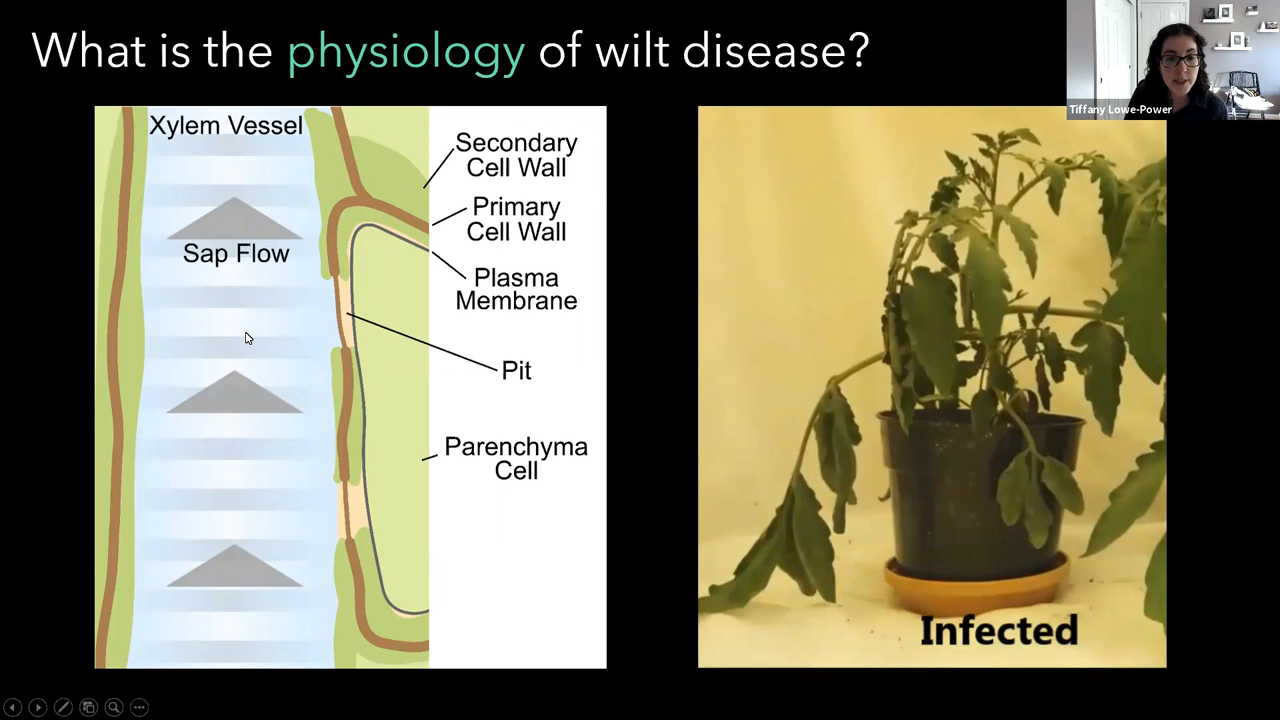 What is the physiology of wilt disease?
Tiffany Lowe-Power
Xylem Vessel
Sap Flow
Secondary
Cell Wall
Primary
Cell Wall
Plasma
Membrane
Pit
Parenchyma
Cell
Infected